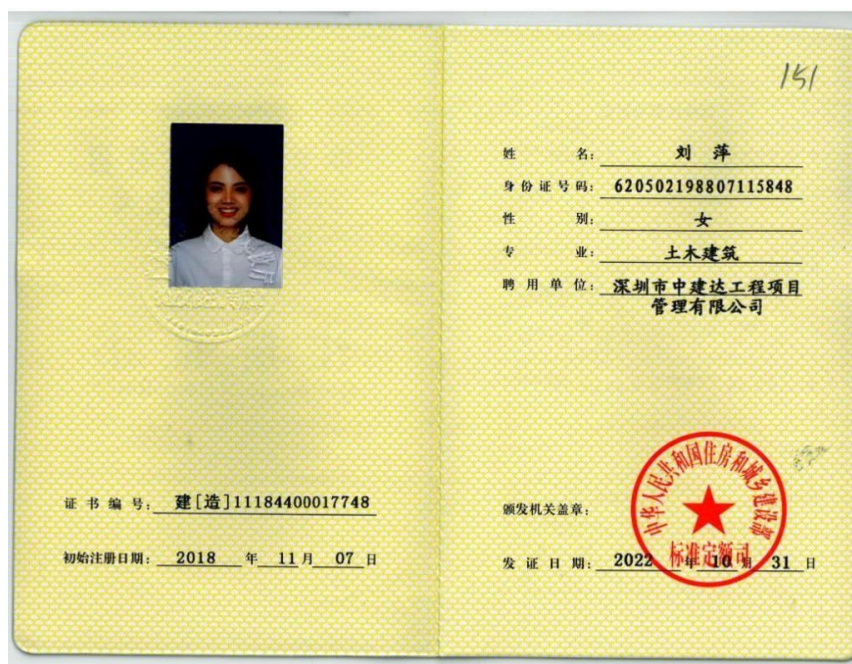 151
姓 名: 刘 萍
身份证号码: 620502198807115848
性 别: 女
专 业: 土木建筑
聘用单位: 深圳市中建达工程项目
管理有限公司
证书编号: 建[造]11184400017748
初始注册日期: 2018 年 11 月 07 日
颁发机关盖章:
中华人民共和国住房和城乡建设部
标准定额司
发证日期: 2022 年 10 月 31 日